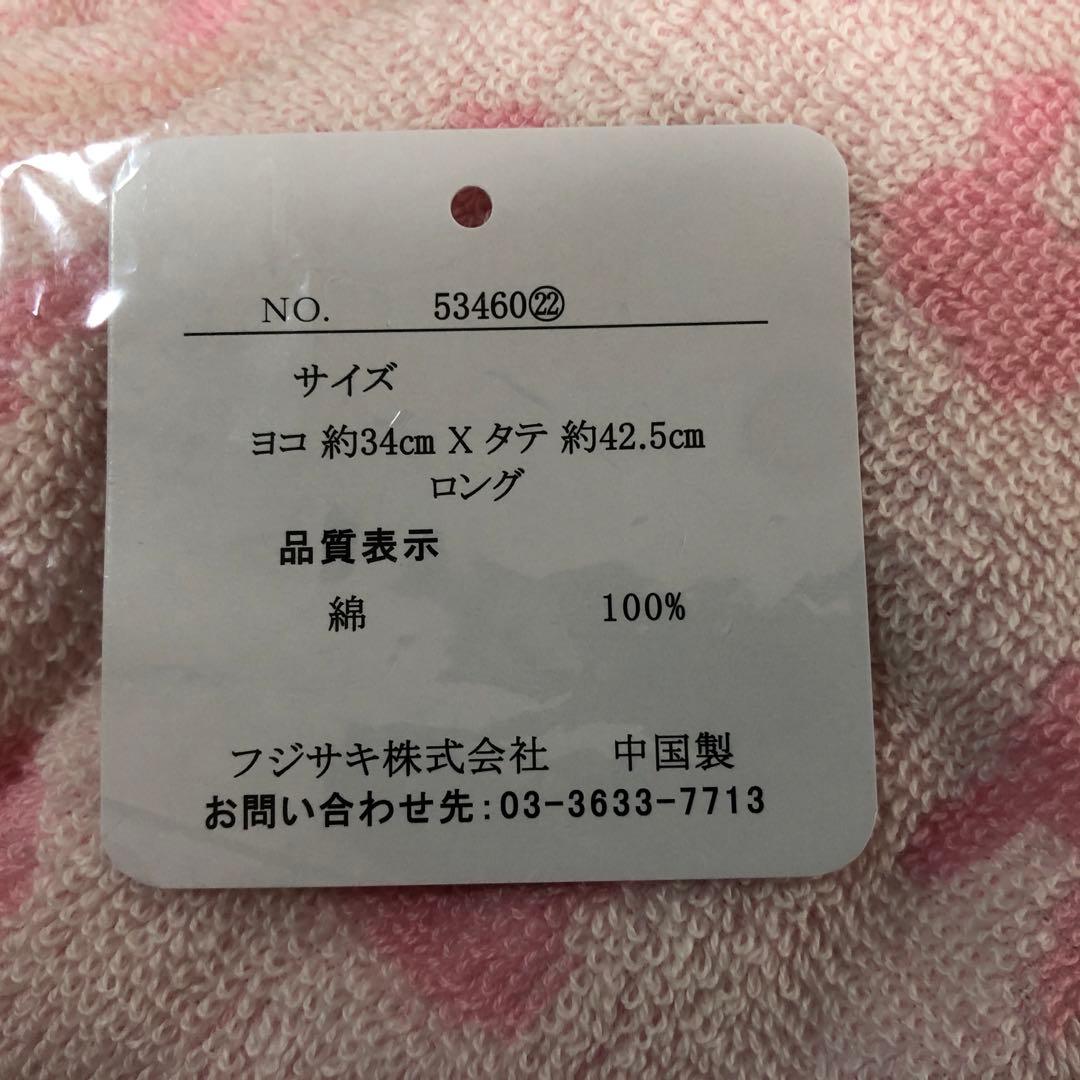 NO. 53460㉒
サイズ
ヨコ 約34㎝ X タテ 約42.5㎝
ロング
品質表示
綿 100%
フジサキ株式会社 中国製
お問い合わせ先:03-3633-7713